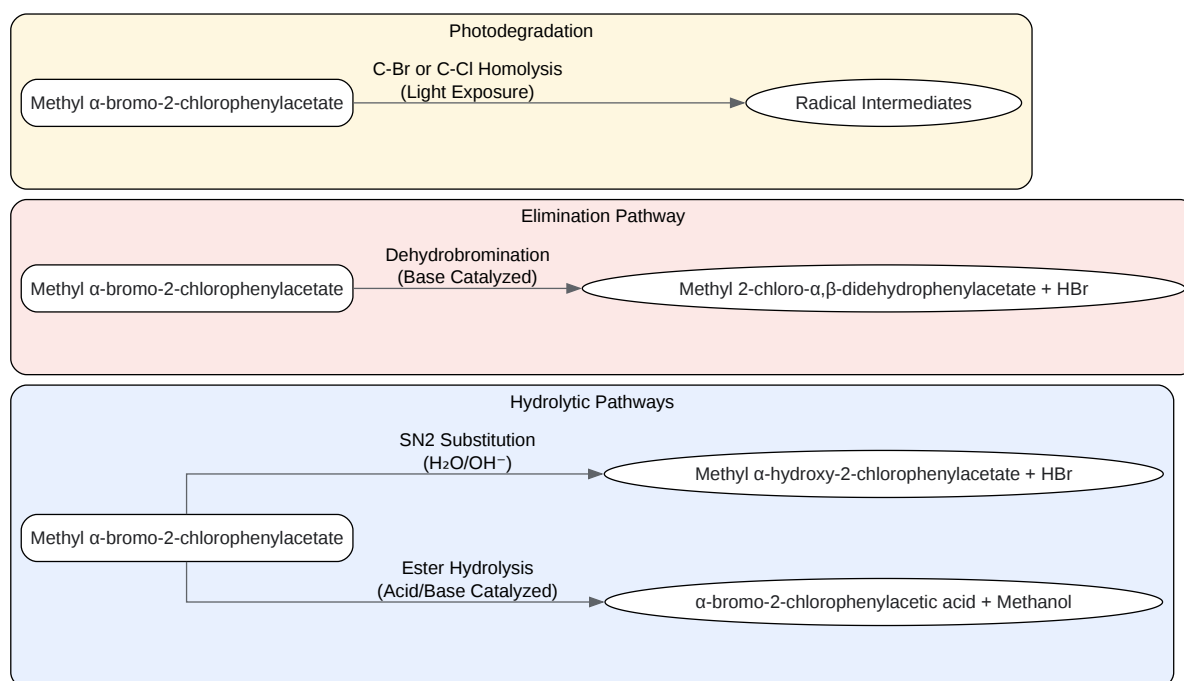 Photodegradation
Methyl α-bromo-2-chlorophenylacetate
C-Br or C-Cl Homolysis
(Light Exposure)
Radical Intermediates
Elimination Pathway
Methyl α-bromo-2-chlorophenylacetate
Dehydrobromination
(Base Catalyzed)
Methyl 2-chloro-α,β-didehydrophenylacetate + HBr
Hydrolytic Pathways
Methyl α-bromo-2-chlorophenylacetate
SN2 Substitution
(H₂O/OH⁻)
Methyl α-hydroxy-2-chlorophenylacetate + HBr
Ester Hydrolysis
(Acid/Base Catalyzed)
α-bromo-2-chlorophenylacetic acid + Methanol